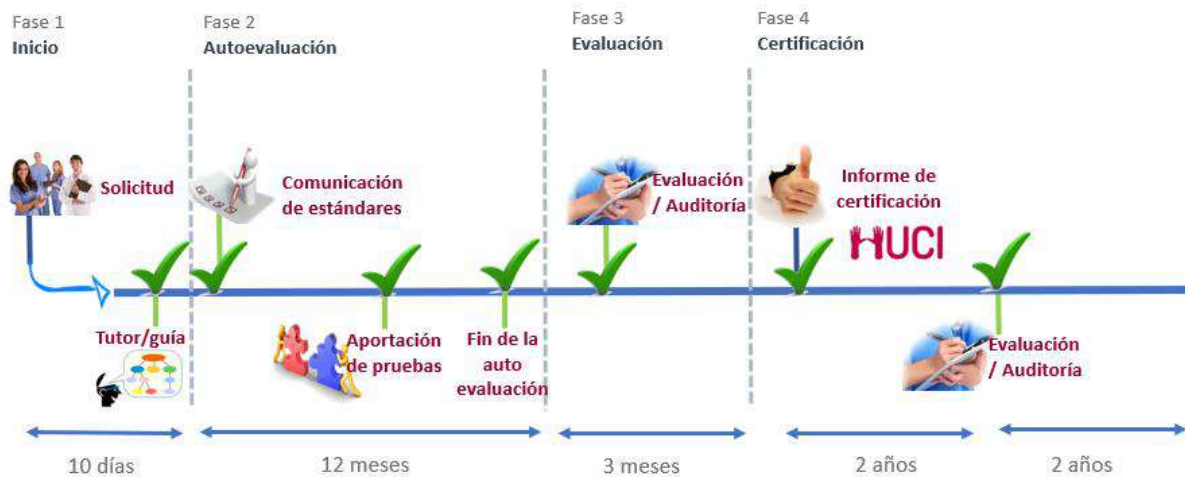 Fase 1
Inicio
Fase 2
Autoevaluación
Fase 3
Evaluación
Fase 4
Certificación
Solicitud
Comunicación
de estándares
Evaluación
/ Auditoría
Informe de
certificación
HUCI
Tutor/guía
Aportación
de pruebas
Fin de la
auto
evaluación
Evaluación
/ Auditoría
10 días
12 meses
3 meses
2 años
2 años